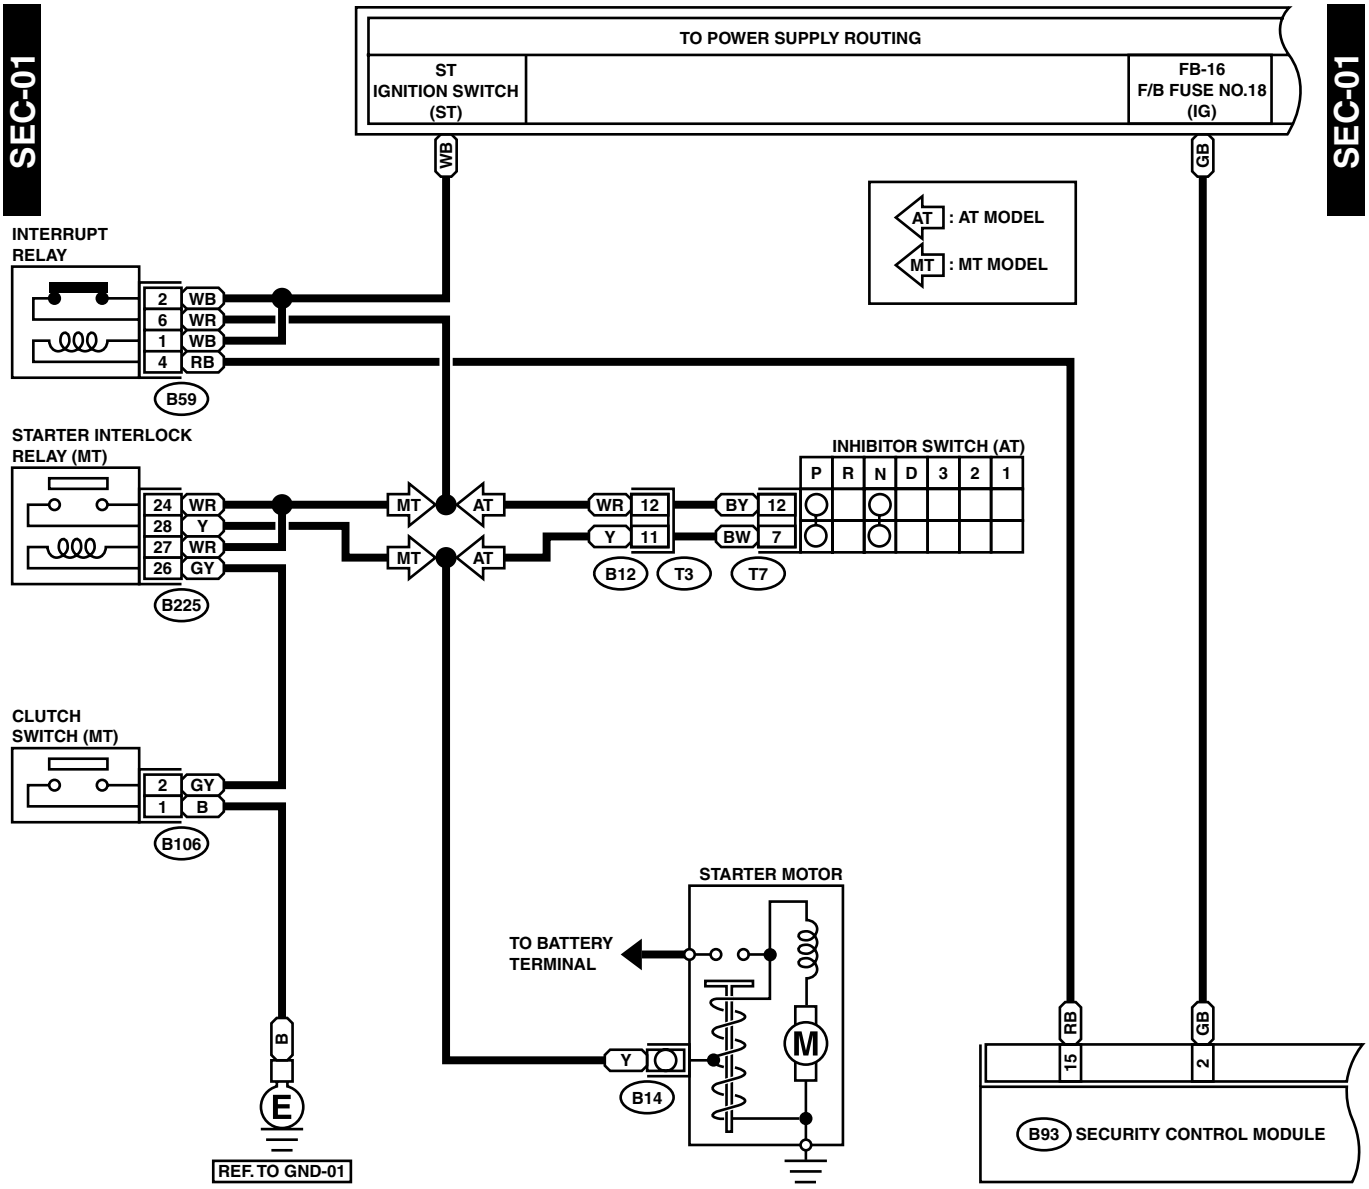 SEC-01
SEC-01
TO POWER SUPPLY ROUTING
ST
IGNITION SWITCH
(ST)
FB-16
F/B FUSE NO.18
(IG)
WB
GB
AT : AT MODEL
MT : MT MODEL
INTERRUPT
RELAY
2 WB
6 WR
1 WB
4 RB
B59
STARTER INTERLOCK
RELAY (MT)
24 WR
28 Y
27 WR
26 GY
B225
MT AT
MT AT
WR 12 BY 12
Y 11 BW 7
B12 T3 T7
INHIBITOR SWITCH (AT)
P R N D 3 2 1
CLUTCH
SWITCH (MT)
2 GY
1 B
B106
B
E
REF. TO GND-01
STARTER MOTOR
TO BATTERY
TERMINAL
M
Y
B14
RB
GB
15
2
B93 SECURITY CONTROL MODULE